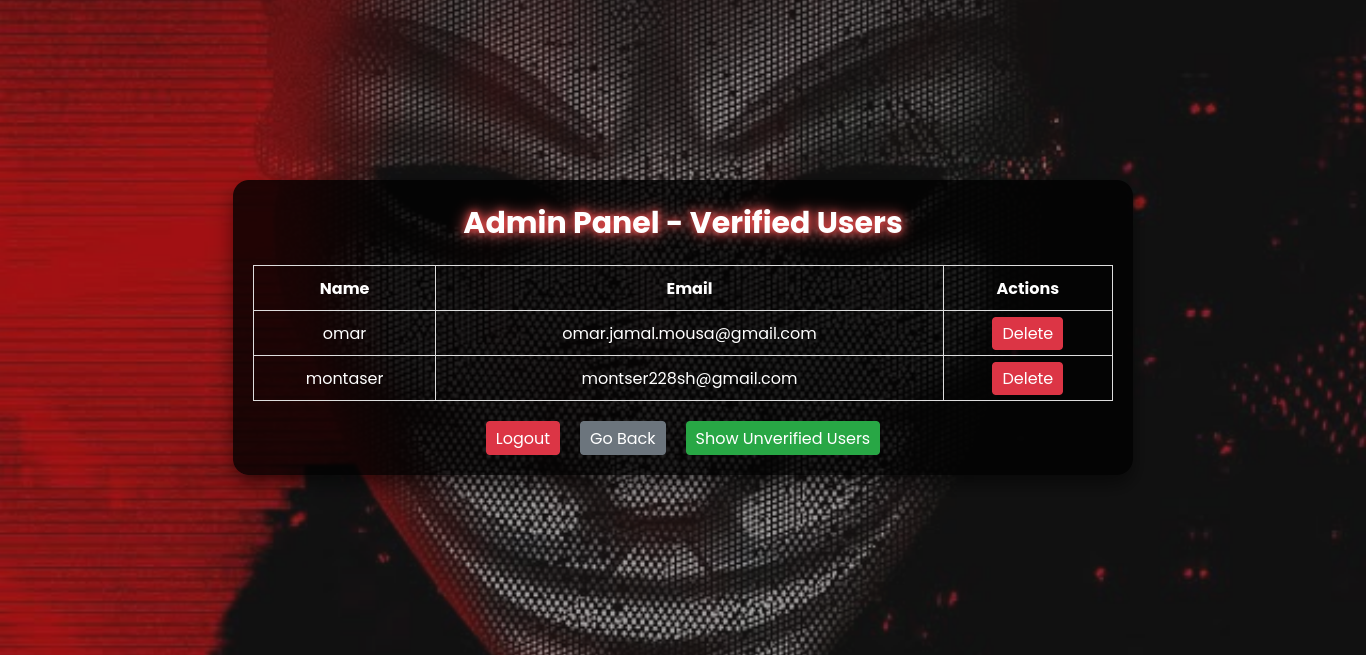 Admin Panel - Verified Users
Name Email Actions
omar omar.jamal.mousa@gmail.com Delete
montaser montser228sh@gmail.com Delete
Logout Go Back Show Unverified Users